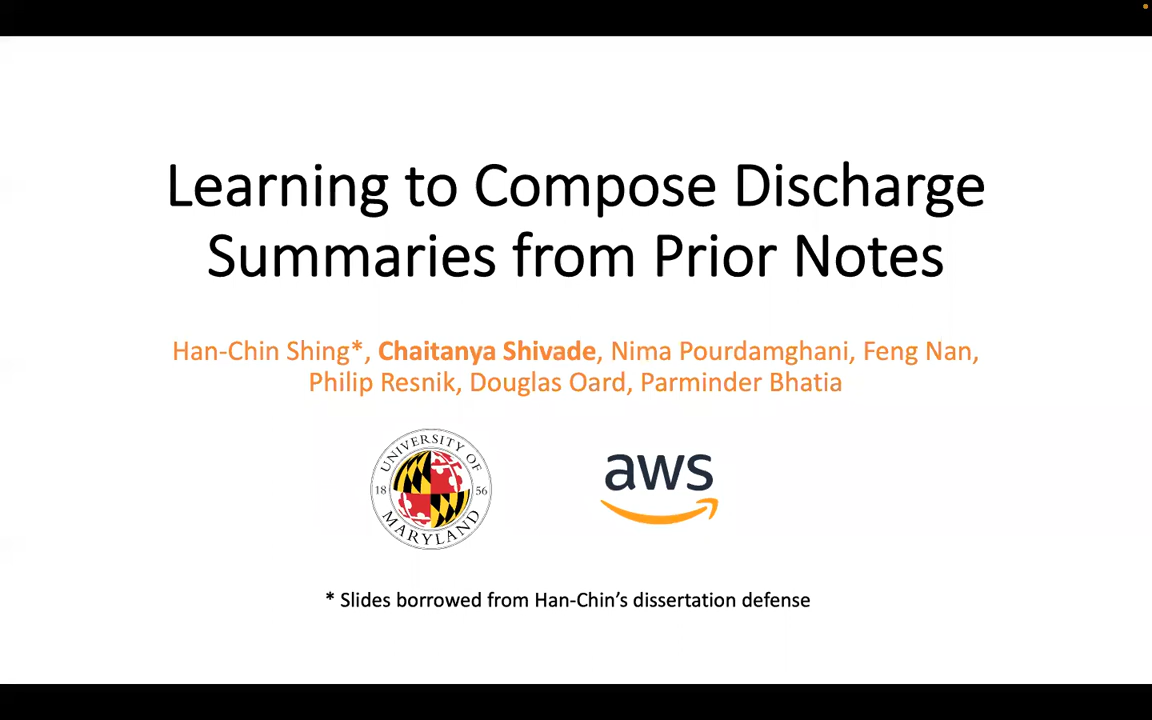 Learning to Compose Discharge
Summaries from Prior Notes
Han-Chin Shing*, Chaitanya Shivade, Nima Pourdamghani, Feng Nan,
Philip Resnik, Douglas Oard, Parminder Bhatia
UNIVERSITY OF
18 56
MARYLAND
aws
* Slides borrowed from Han-Chin's dissertation defense